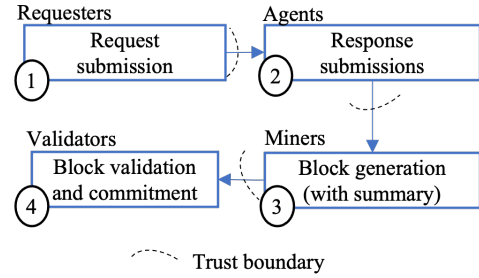 Requesters
Request
submission
1
Agents
Response
submissions
2
Validators
Block validation
and commitment
4
Miners
Block generation
(with summary)
3
Trust boundary